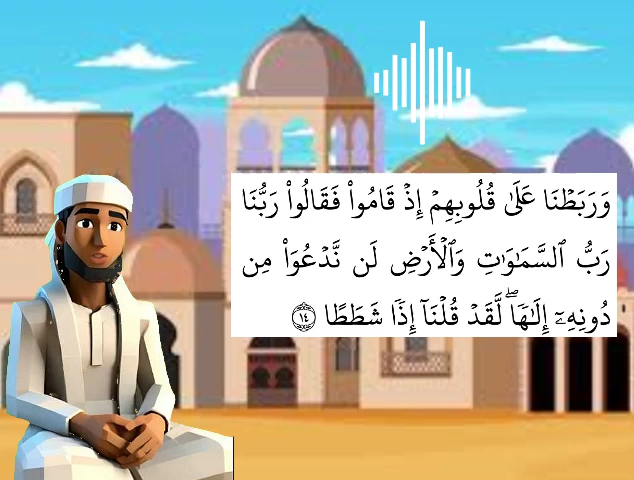 وَرَبَطۡنَا عَلَىٰ قُلُوبِهِمۡ إِذۡ قَامُواْ فَقَالُواْ رَبُّنَا
رَبُّ ٱلسَّمَٰوَٰتِ وَٱلۡأَرۡضِ لَن نَّدۡعُوَاْ مِن
دُونِهِۦٓ إِلَٰهٗاۖ لَّقَدۡ قُلۡنَآ إِذٗا شَطَطًا ١٤